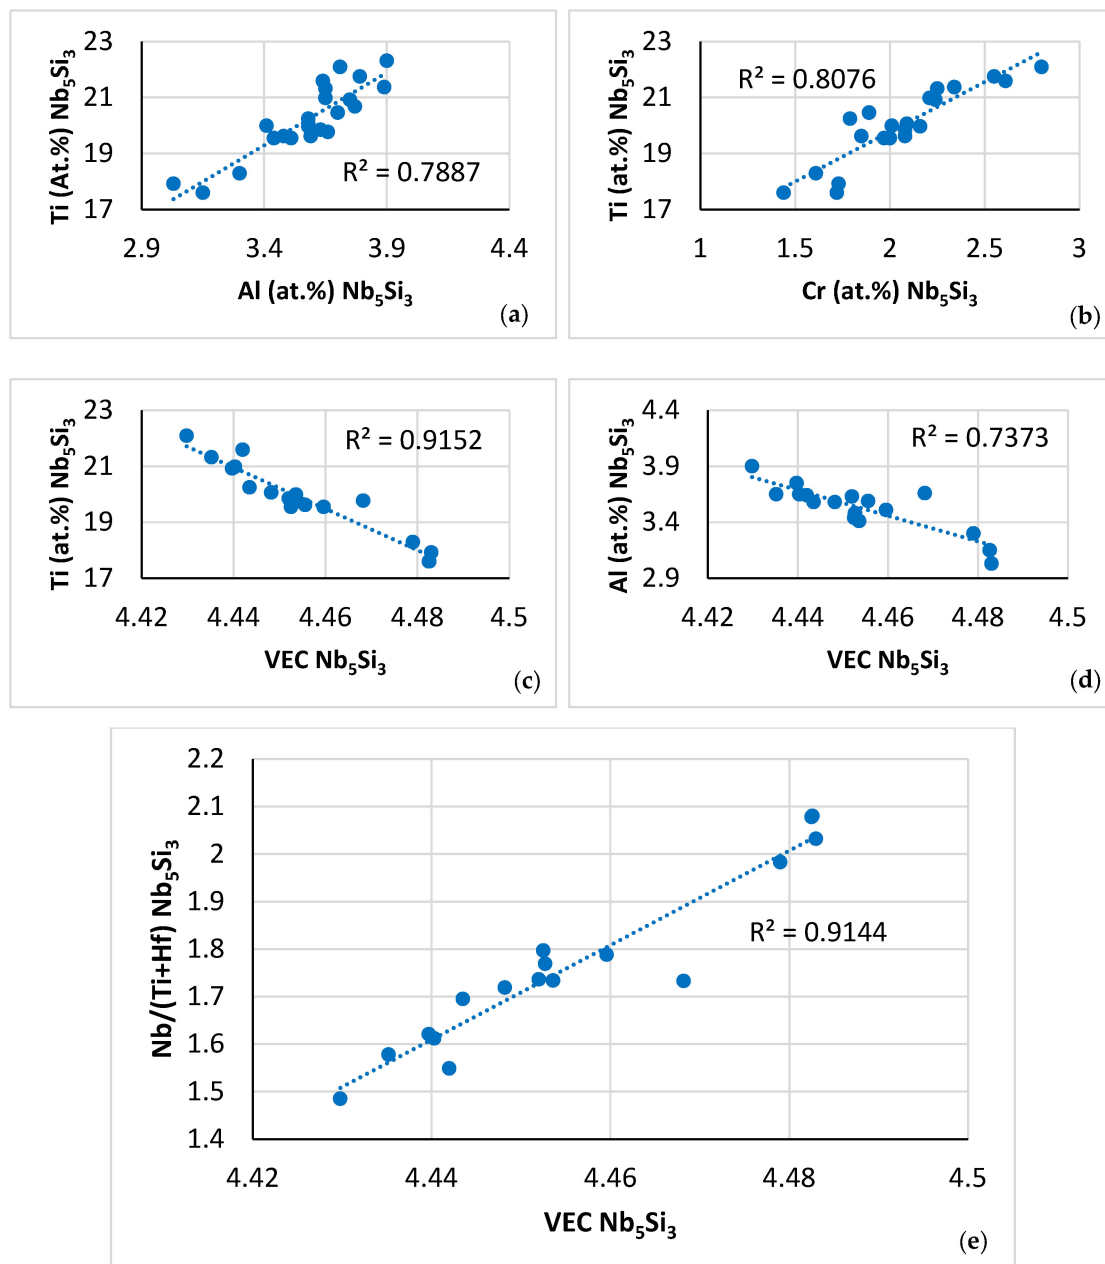 Ti (At.%) Nb5Si3
23
21
19
17
R² = 0.7887
2.9 3.4 3.9 4.4
Al (at.%) Nb5Si3
(a)
Ti (at.%) Nb5Si3
23
21
19
17
R² = 0.8076
1 1.5 2 2.5 3
Cr (at.%) Nb5Si3
(b)
Ti (at.%) Nb5Si3
23
21
19
17
R² = 0.9152
4.42 4.44 4.46 4.48 4.5
VEC Nb5Si3
(c)
Al (at.%) Nb5Si3
4.4
3.9
3.4
2.9
R² = 0.7373
4.42 4.44 4.46 4.48 4.5
VEC Nb5Si3
(d)
Nb/(Ti+Hf) Nb5Si3
2.2
2.1
2
1.9
1.8
1.7
1.6
1.5
1.4
R² = 0.9144
4.42 4.44 4.46 4.48 4.5
VEC Nb5Si3
(e)